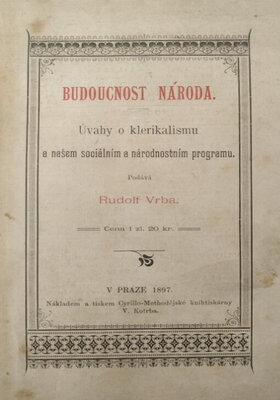 BUDOUCNOST NÁRODA.
Úvahy o klerikalismu
a našem sociálním a národnostním programu.
Podává
Rudolf Vrba.
Cena 1 zl. 20 kr.
V PRAZE 1897.
Nákladem a tiskem Cyrillo-Methodějské knihtiskárny
V. Kotrba.